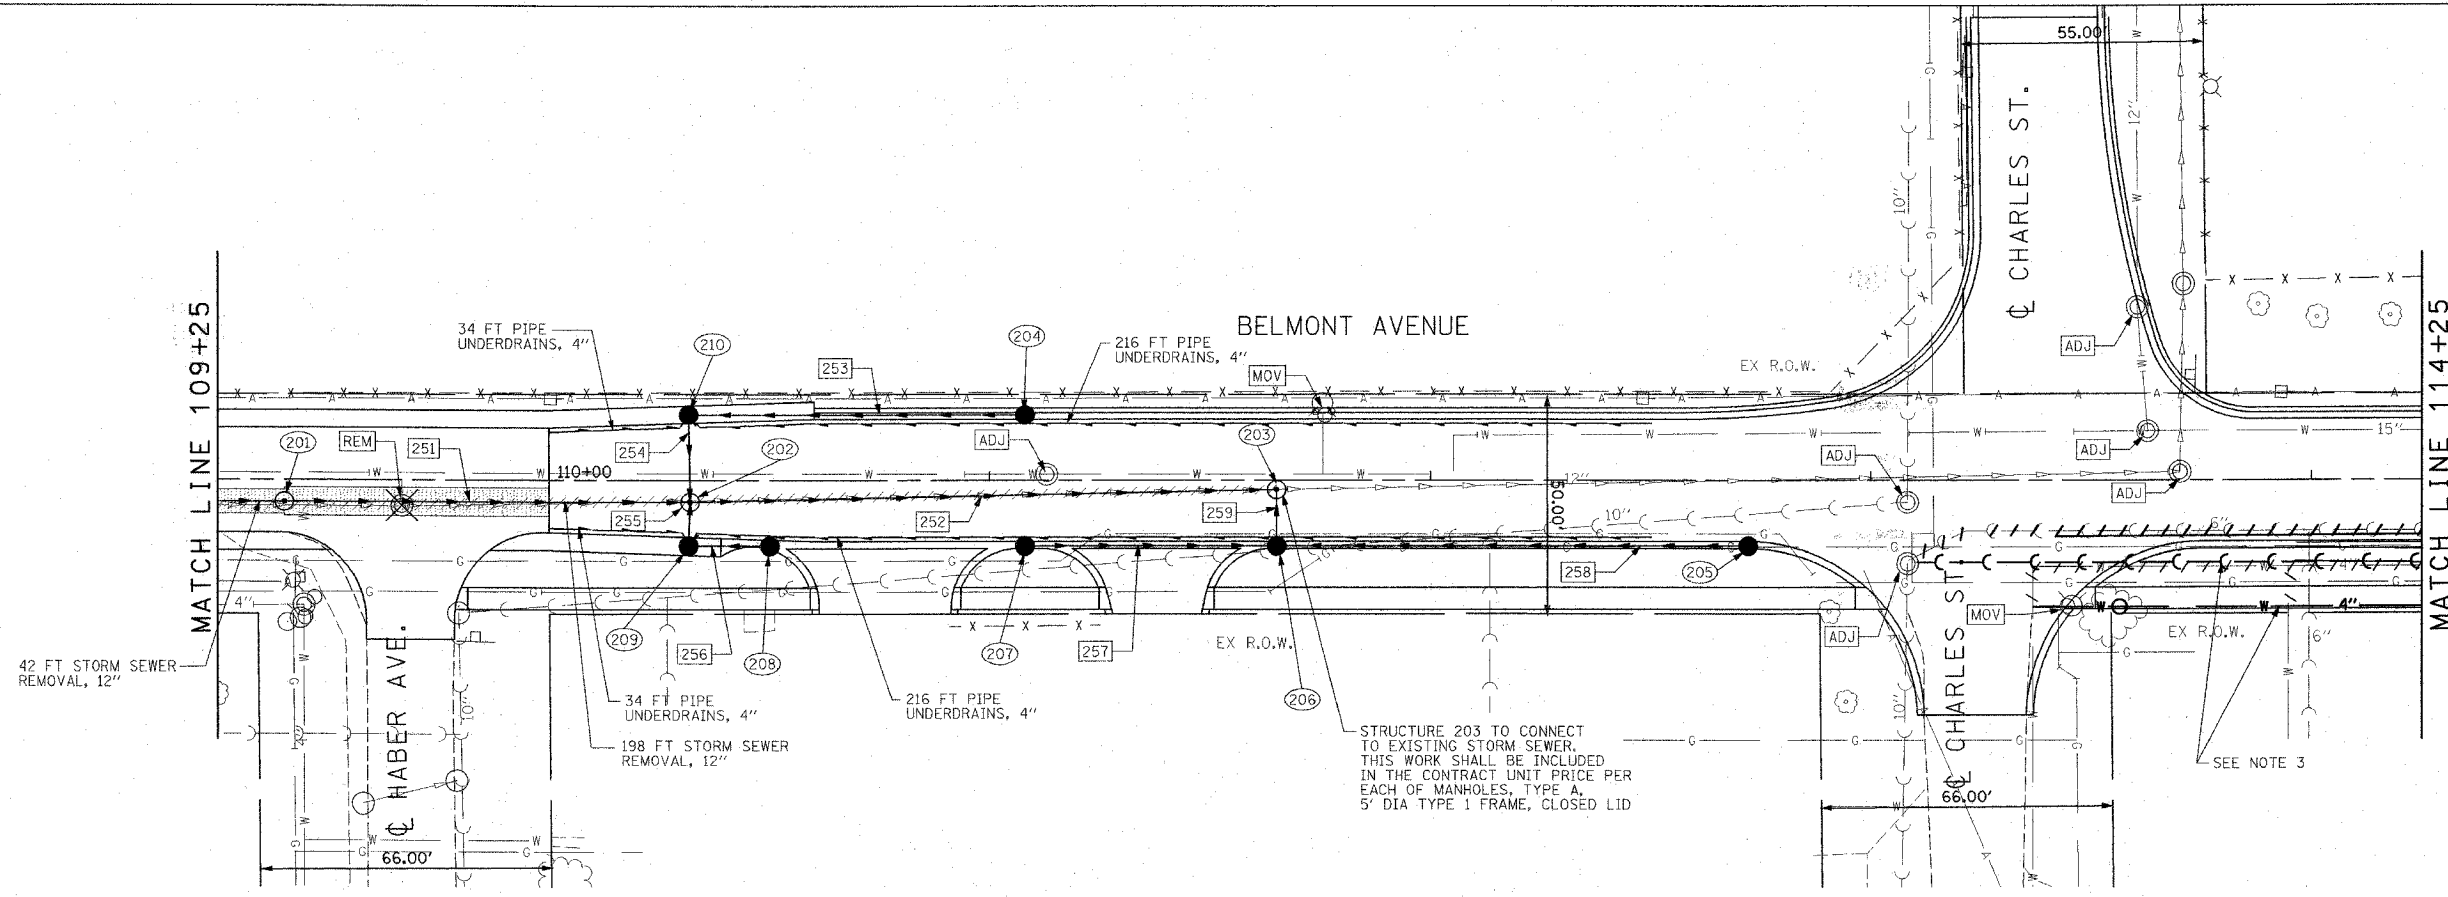 55.00'
12"
10"
℄ CHARLES ST.
BELMONT AVENUE
34 FT PIPE
UNDERDRAINS, 4"
210
204
216 FT PIPE
UNDERDRAINS, 4"
253
MOV
EX R.O.W.
ADJ
MATCH LINE 109+25
MATCH LINE 114+25
201
REM
251
254
202
ADJ
203
ADJ
ADJ
15"
110+00
12"
ADJ
255
252
259
50.00'
10"
6"
258
205
4"
209
256
208
207
257
EX R.O.W.
206
ADJ
MOV
4"
EX R.O.W.
6"
42 FT STORM SEWER
REMOVAL, 12"
℄ HABER AVE.
10"
34 FT PIPE
UNDERDRAINS, 4"
216 FT PIPE
UNDERDRAINS, 4"
198 FT STORM SEWER
REMOVAL, 12"
STRUCTURE 203 TO CONNECT
TO EXISTING STORM SEWER.
THIS WORK SHALL BE INCLUDED
IN THE CONTRACT UNIT PRICE PER
EACH OF MANHOLES, TYPE A,
5' DIA TYPE 1 FRAME, CLOSED LID
10"
℄ CHARLES ST
SEE NOTE 3
66.00'
66.00'